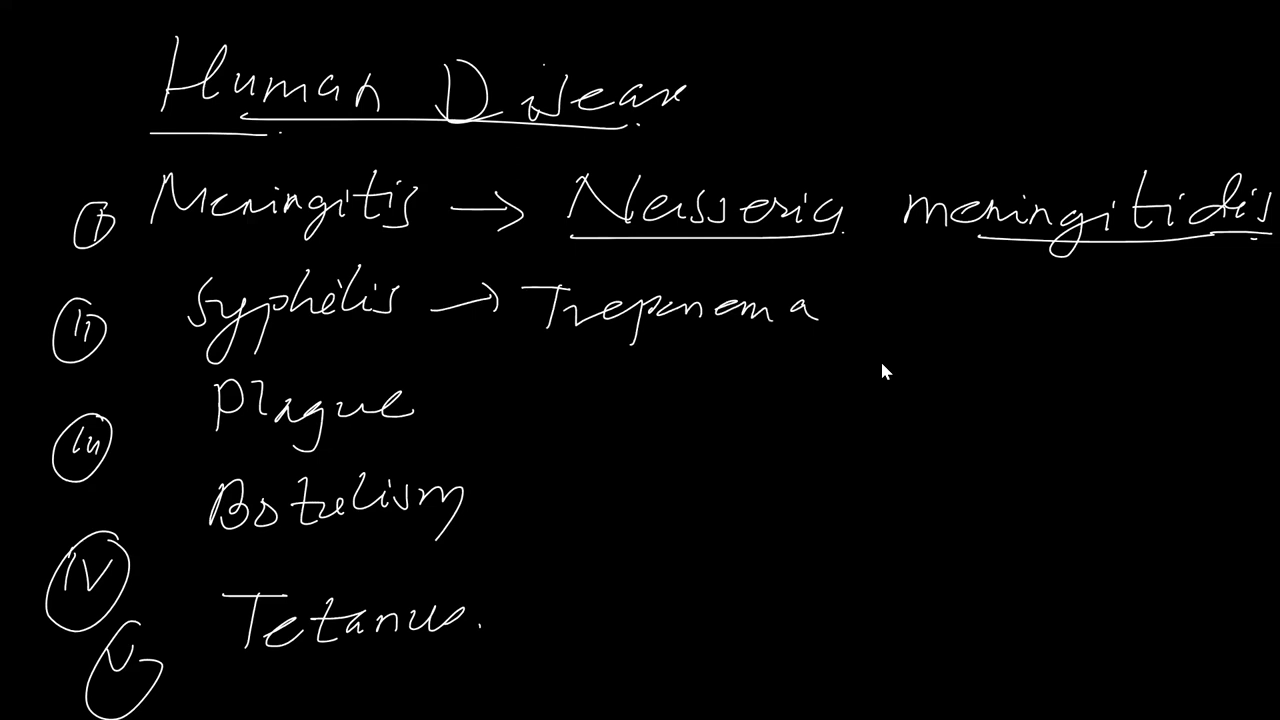 Human Disease
(i) Meningitis → Neisseria meningitidis
(ii) Syphilis → Treponema
(iii) Plague
(iv) Botulism
(v) Tetanus.